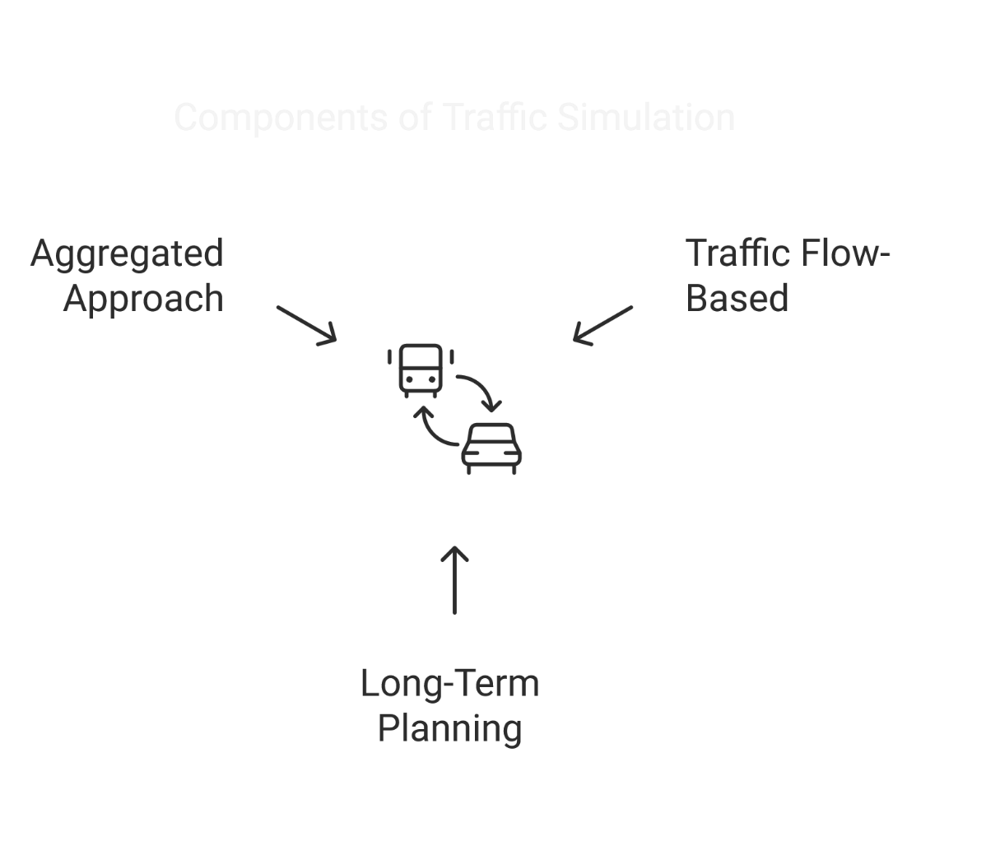 Components of Traffic Simulation
Aggregated
Approach
Traffic Flow-
Based
Long-Term
Planning